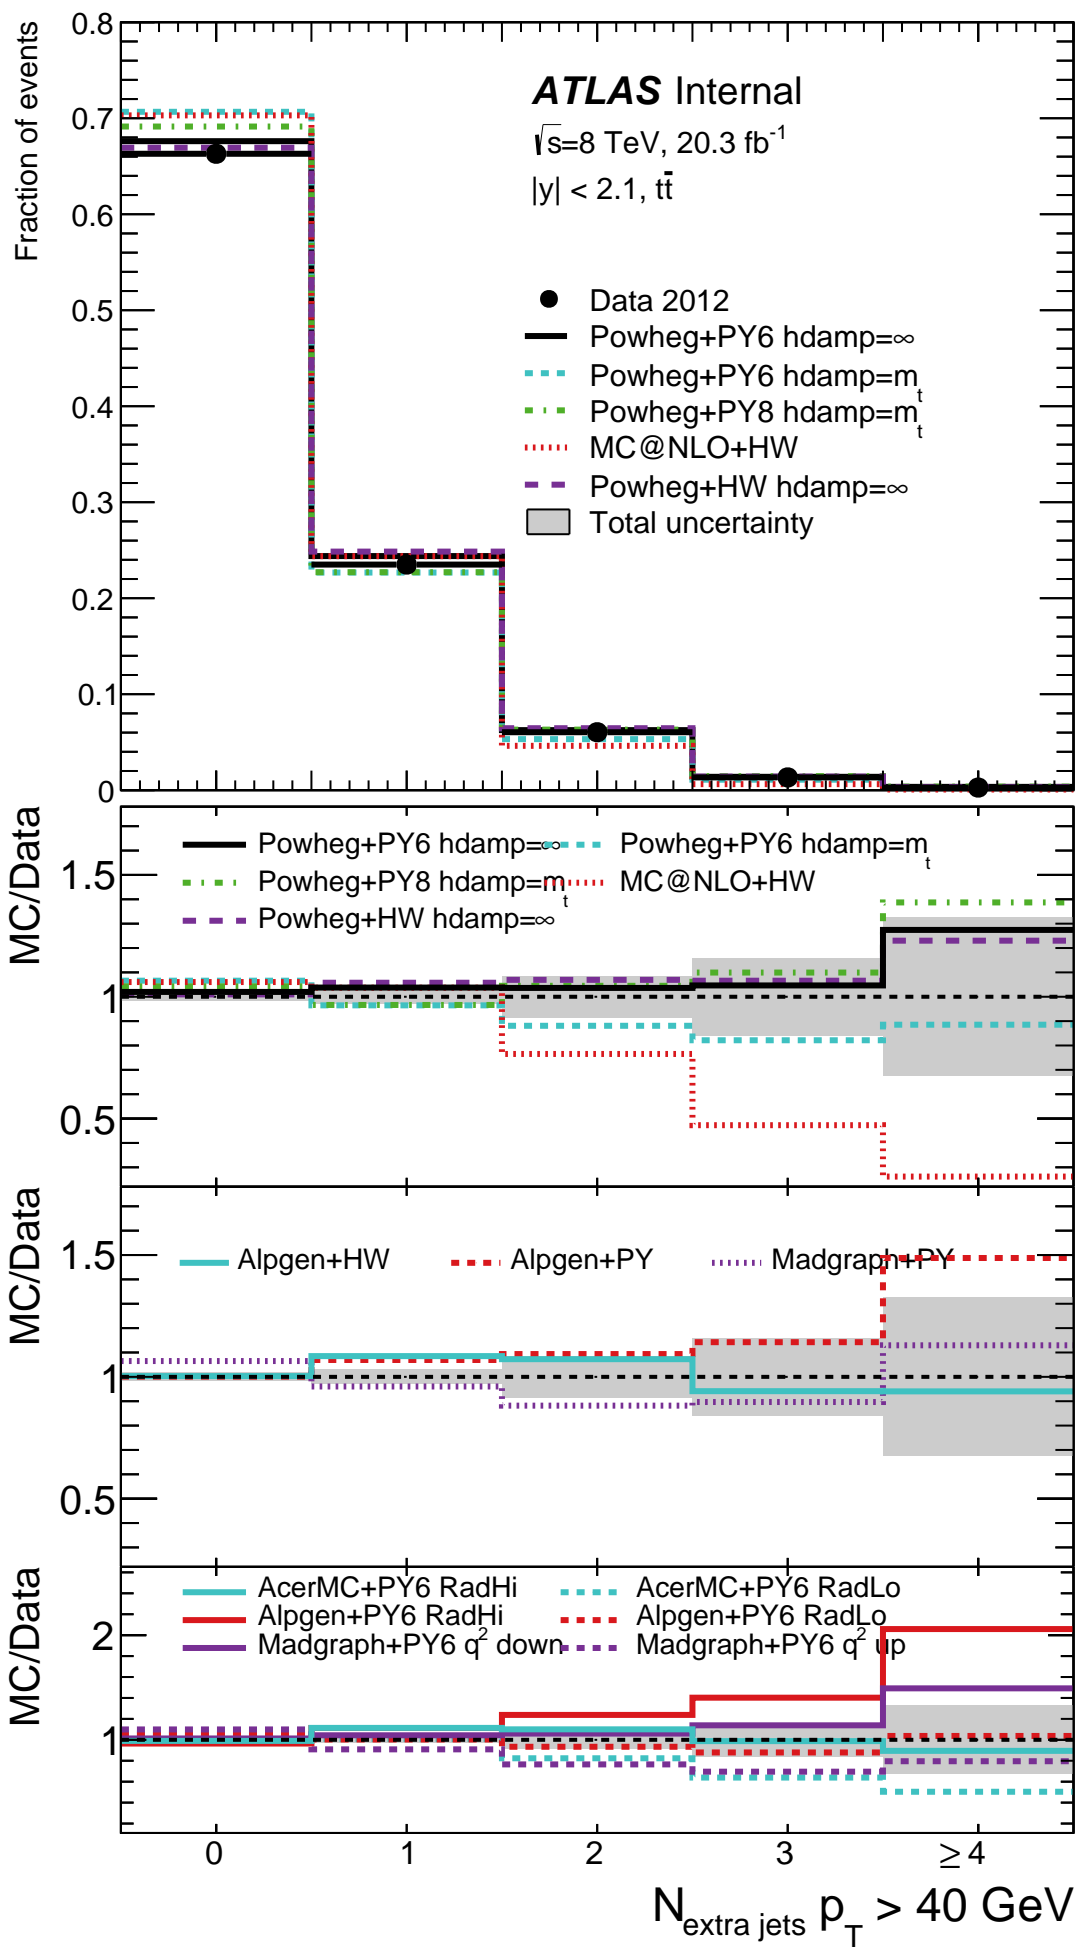 0.8
Fraction of events
ATLAS Internal
√s=8 TeV, 20.3 fb⁻¹
|y| < 2.1, tt̄
0.7
0.6
0.5
0.4
0.3
0.2
0.1
0
Data 2012
Powheg+PY6 hdamp=∞
Powheg+PY6 hdamp=m_t
Powheg+PY8 hdamp=m_t
MC@NLO+HW
Powheg+HW hdamp=∞
Total uncertainty
MC/Data
Powheg+PY6 hdamp=∞ Powheg+PY6 hdamp=m_t
Powheg+PY8 hdamp=m_t MC@NLO+HW
Powheg+HW hdamp=∞
1.5
1
0.5
MC/Data
Alpgen+HW Alpgen+PY Madgraph+PY
1.5
1
0.5
MC/Data
AcerMC+PY6 RadHi AcerMC+PY6 RadLo
Alpgen+PY6 RadHi Alpgen+PY6 RadLo
Madgraph+PY6 q² down Madgraph+PY6 q² up
2
1
0 1 2 3 ≥ 4
N_extra jets p_T > 40 GeV